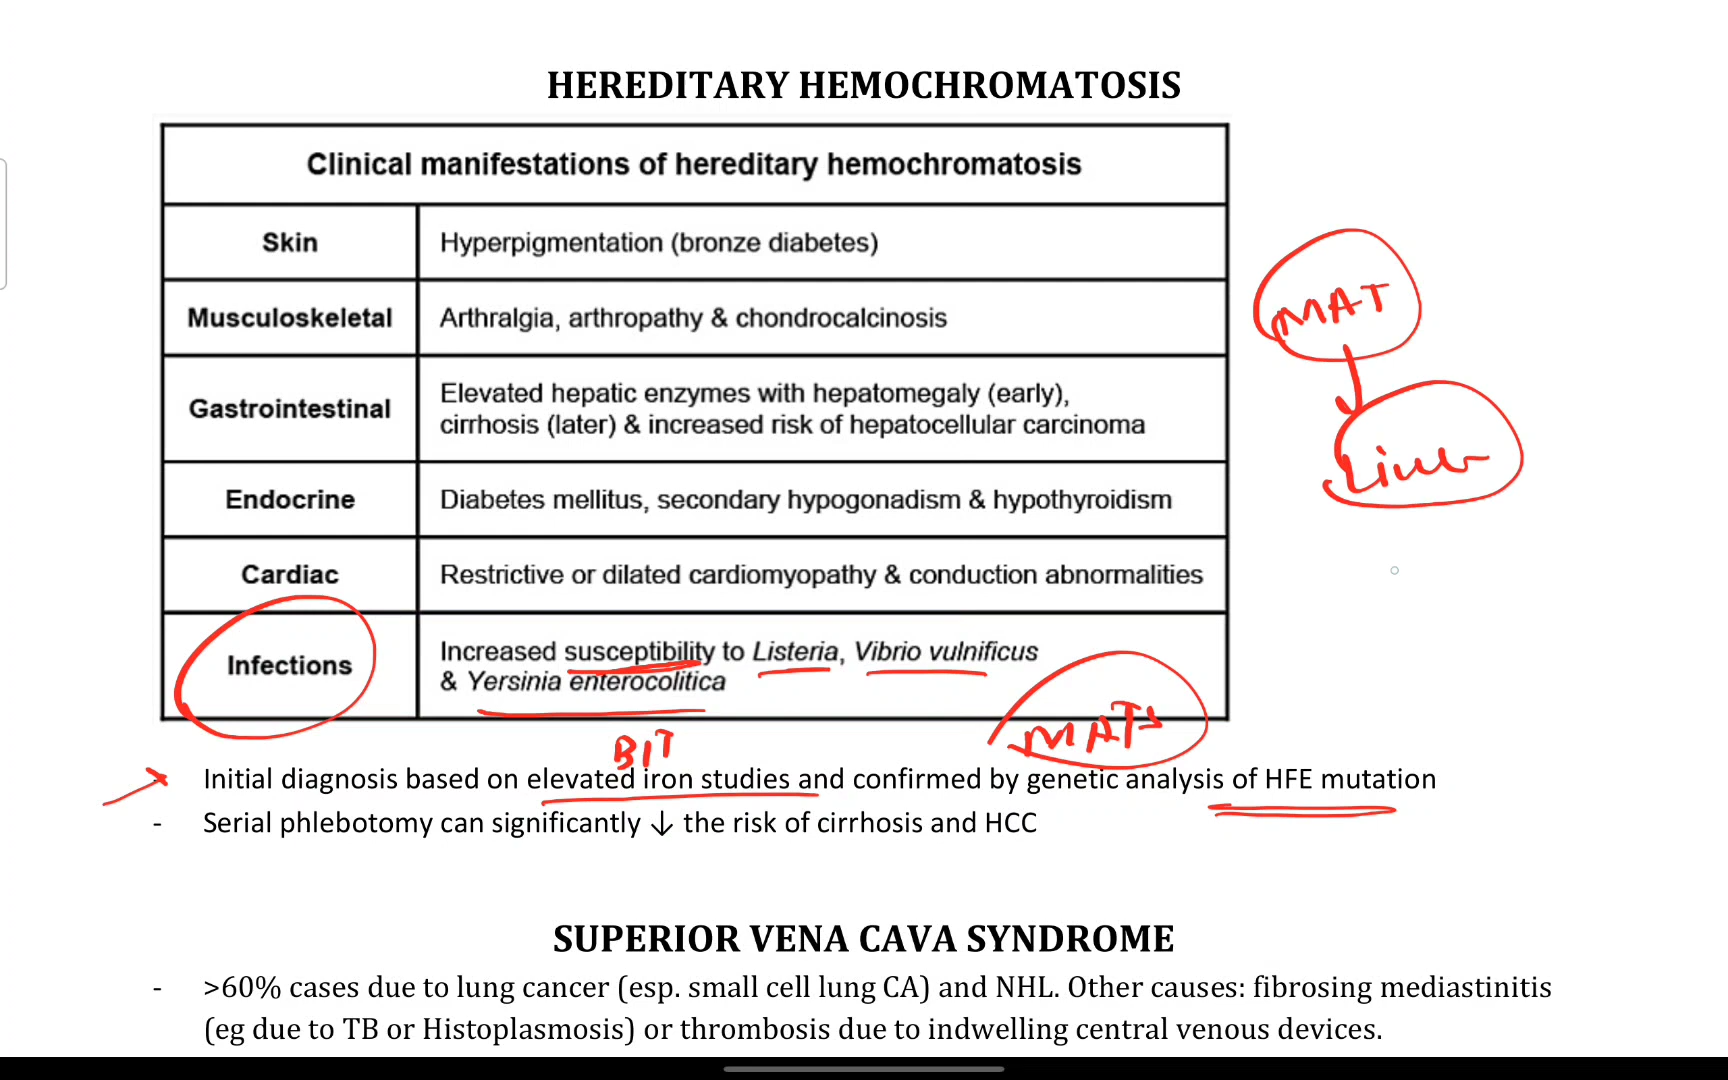 HEREDITARY HEMOCHROMATOSIS
Clinical manifestations of hereditary hemochromatosis
Skin Hyperpigmentation (bronze diabetes)
Musculoskeletal Arthralgia, arthropathy & chondrocalcinosis
Gastrointestinal Elevated hepatic enzymes with hepatomegaly (early),
cirrhosis (later) & increased risk of hepatocellular carcinoma
Endocrine Diabetes mellitus, secondary hypogonadism & hypothyroidism
Cardiac Restrictive or dilated cardiomyopathy & conduction abnormalities
Infections Increased susceptibility to Listeria, Vibrio vulnificus
& Yersinia enterocolitica
MAT
Liver
BIT
MATs
Initial diagnosis based on elevated iron studies and confirmed by genetic analysis of HFE mutation
- Serial phlebotomy can significantly ↓ the risk of cirrhosis and HCC
SUPERIOR VENA CAVA SYNDROME
- >60% cases due to lung cancer (esp. small cell lung CA) and NHL. Other causes: fibrosing mediastinitis
(eg due to TB or Histoplasmosis) or thrombosis due to indwelling central venous devices.